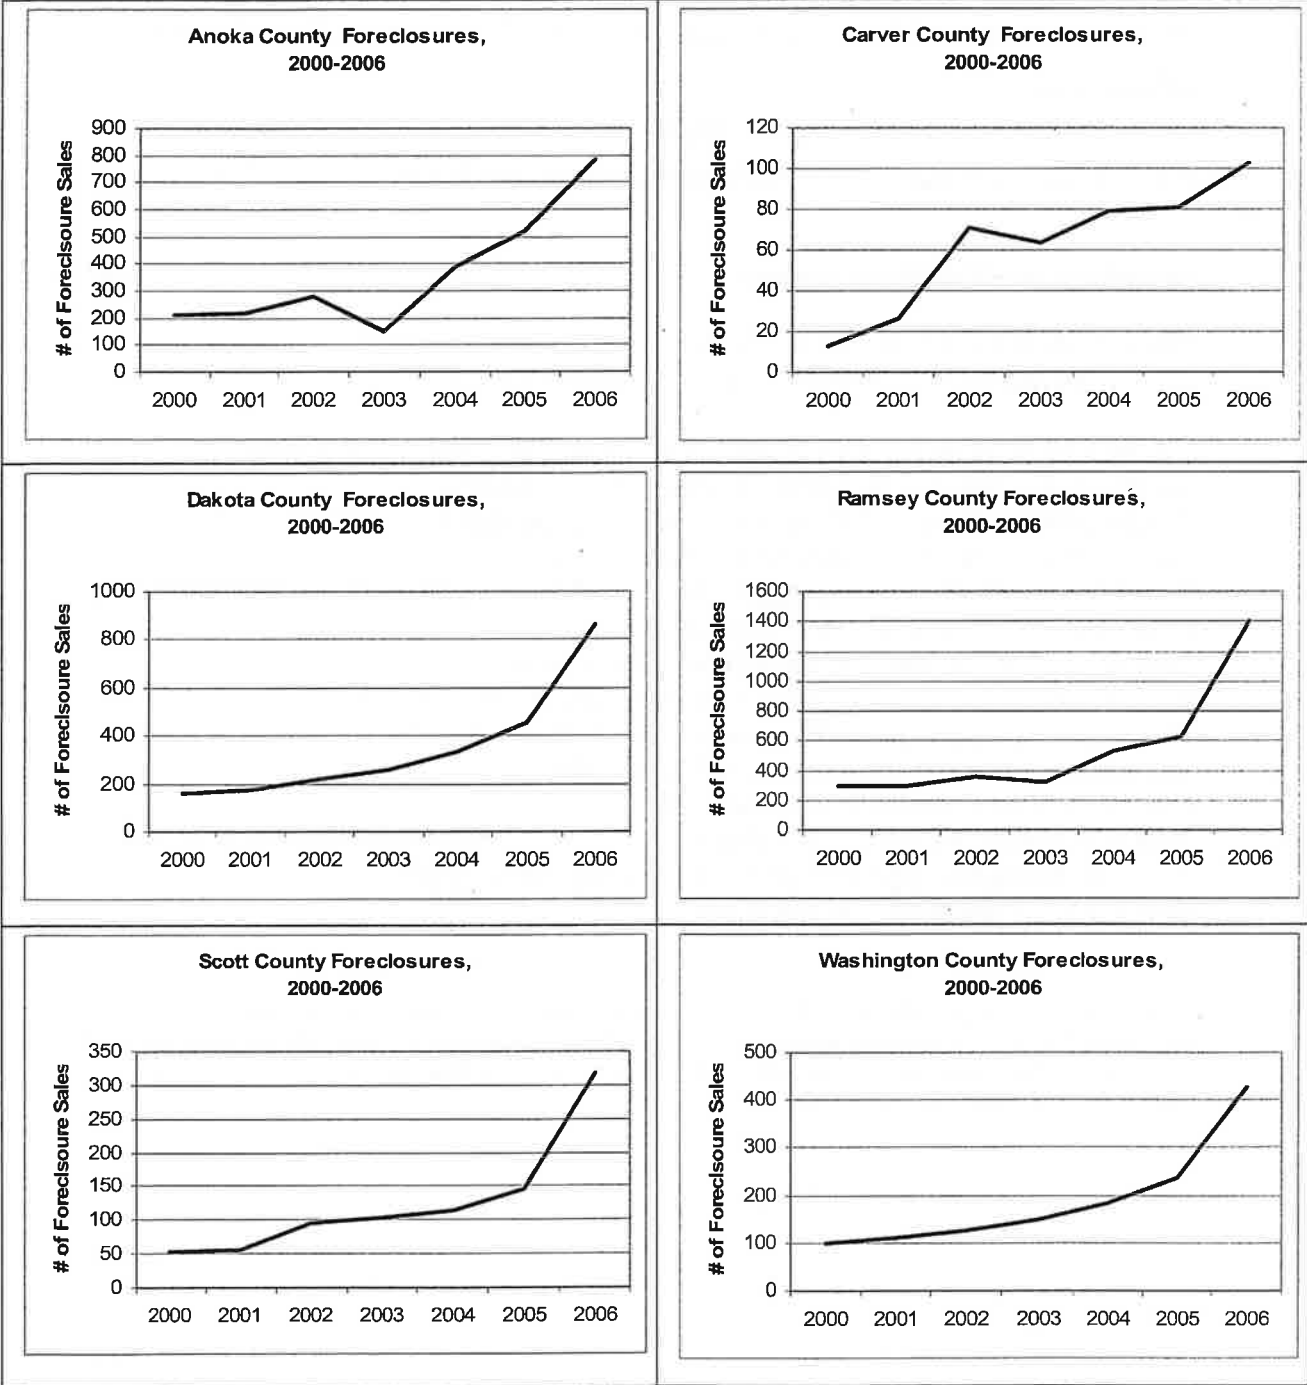 Anoka County Foreclosures,
2000-2006
# of Foreclsoure Sales
900
800
700
600
500
400
300
200
100
0
2000 2001 2002 2003 2004 2005 2006
Carver County Foreclosures,
2000-2006
# of Foreclsoure Sales
120
100
80
60
40
20
0
2000 2001 2002 2003 2004 2005 2006
Dakota County Foreclosures,
2000-2006
# of Foreclsoure Sales
1000
800
600
400
200
0
2000 2001 2002 2003 2004 2005 2006
Ramsey County Foreclosures,
2000-2006
# of Foreclsoure Sales
1600
1400
1200
1000
800
600
400
200
0
2000 2001 2002 2003 2004 2005 2006
Scott County Foreclosures,
2000-2006
# of Foreclsoure Sales
350
300
250
200
150
100
50
0
2000 2001 2002 2003 2004 2005 2006
Washington County Foreclosures,
2000-2006
# of Foreclsoure Sales
500
400
300
200
100
0
2000 2001 2002 2003 2004 2005 2006